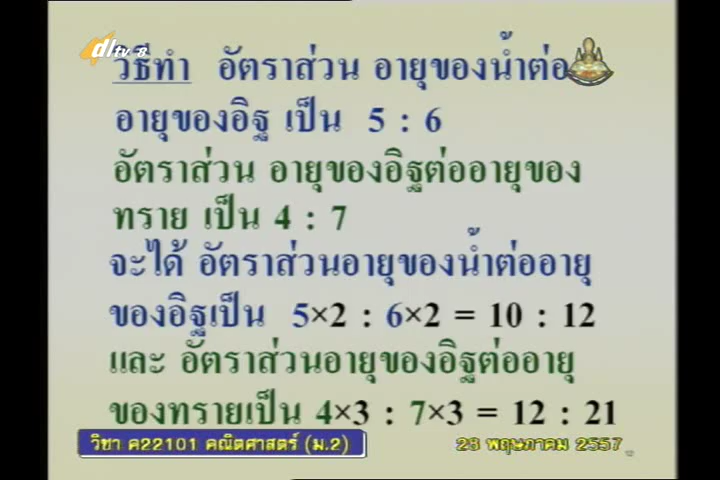 dltv 8
วิธีทำ อัตราส่วน อายุของน้ำต่อ
อายุของอิฐ เป็น 5 : 6
อัตราส่วน อายุของอิฐต่ออายุของ
ทราย เป็น 4 : 7
จะได้ อัตราส่วนอายุของน้ำต่ออายุ
ของอิฐเป็น 5×2 : 6×2 = 10 : 12
และ อัตราส่วนอายุของอิฐต่ออายุ
ของทรายเป็น 4×3 : 7×3 = 12 : 21
วิชา ค22101 คณิตศาสตร์ (ม.2)
23 พฤษภาคม 2557